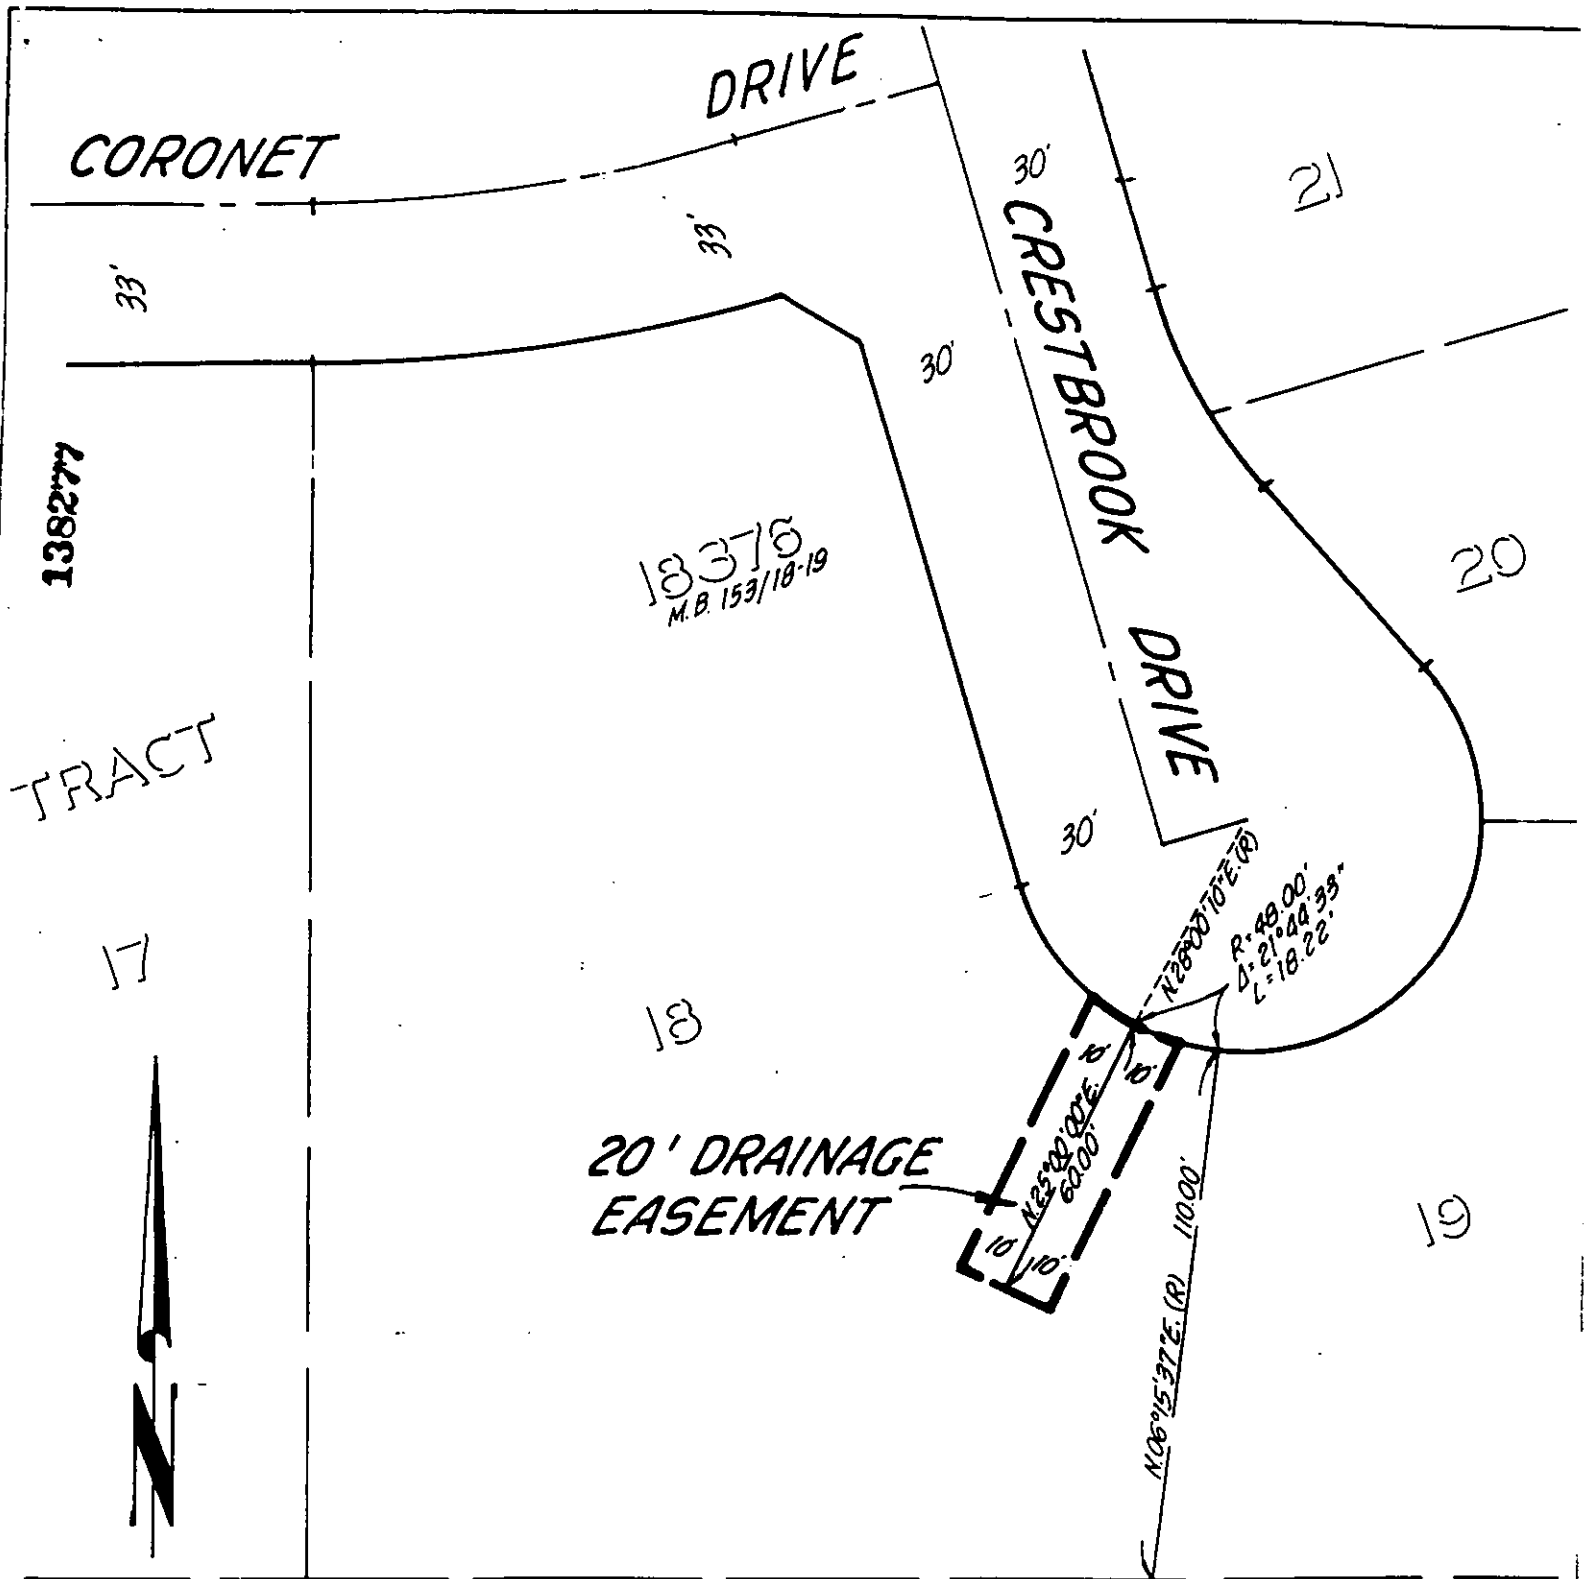 CORONET DRIVE
33'
33'
30'
CRESTBROOK DRIVE
30'
30'
21
20
138277
18376
M.B. 153/18-19
TRACT
17
18
19
N.28°00'10"E.(R)
R=48.00'
Δ=21°44'33"
L=18.22'
10'
10'
N.25°00'00"E.
60.00'
10'
10'
20' DRAINAGE
EASEMENT
N.06°15'37"E. (R) 110.00'
N